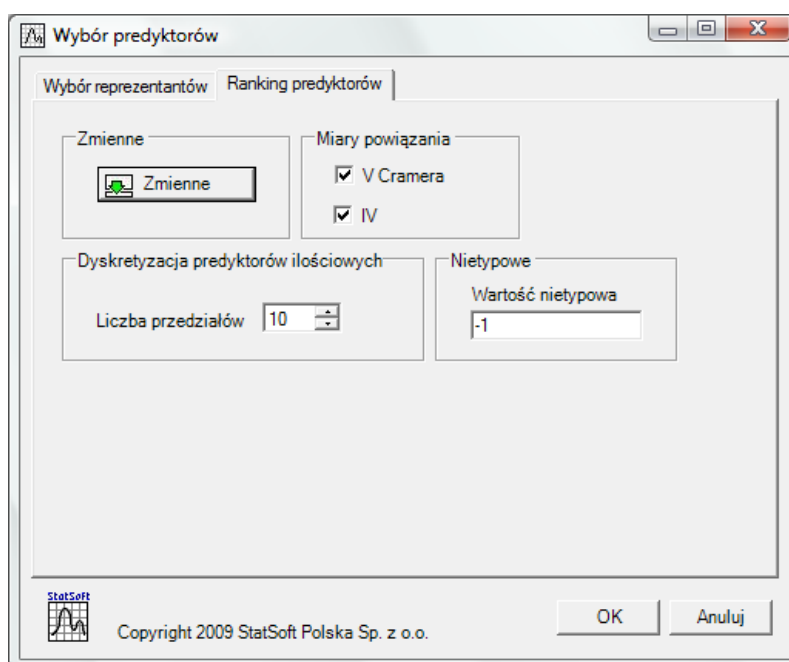 Wybór predyktorów
Wybór reprezentantów
Ranking predyktorów
Zmienne
Zmienne
Miary powiązania
V Cramera
IV
Dyskretyzacja predyktorów ilościowych
Liczba przedziałów
10
Nietypowe
Wartość nietypowa
-1
StatSoft
Copyright 2009 StatSoft Polska Sp. z o.o.
OK
Anuluj